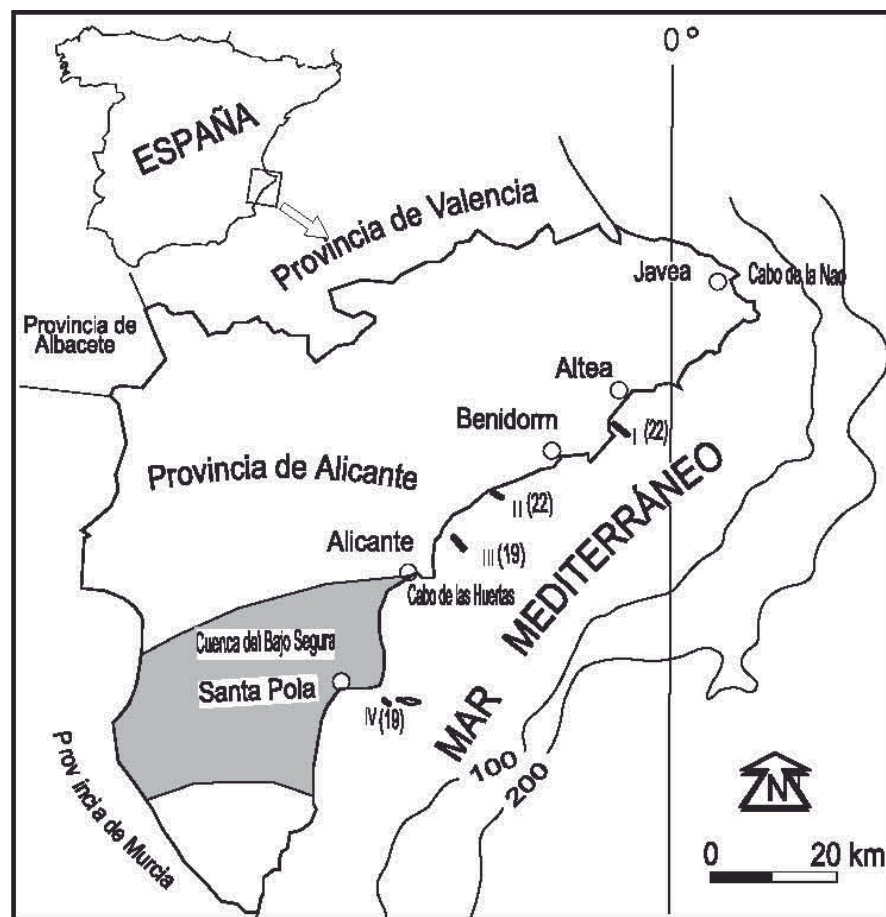 0 °
ESPAÑA
Provincia de Valencia
Javea
Cabo de la Nao
Provincia de
Albacete
Altea
Benidorm
I (22)
Provincia de Alicante
II (22)
Alicante
III (19)
Cabo de las Huertas
MAR MEDITERRÁNEO
Cuenca del Bajo Segura
Santa Pola
IV (19)
Provincia de Murcia
100
200
N
0 20 km